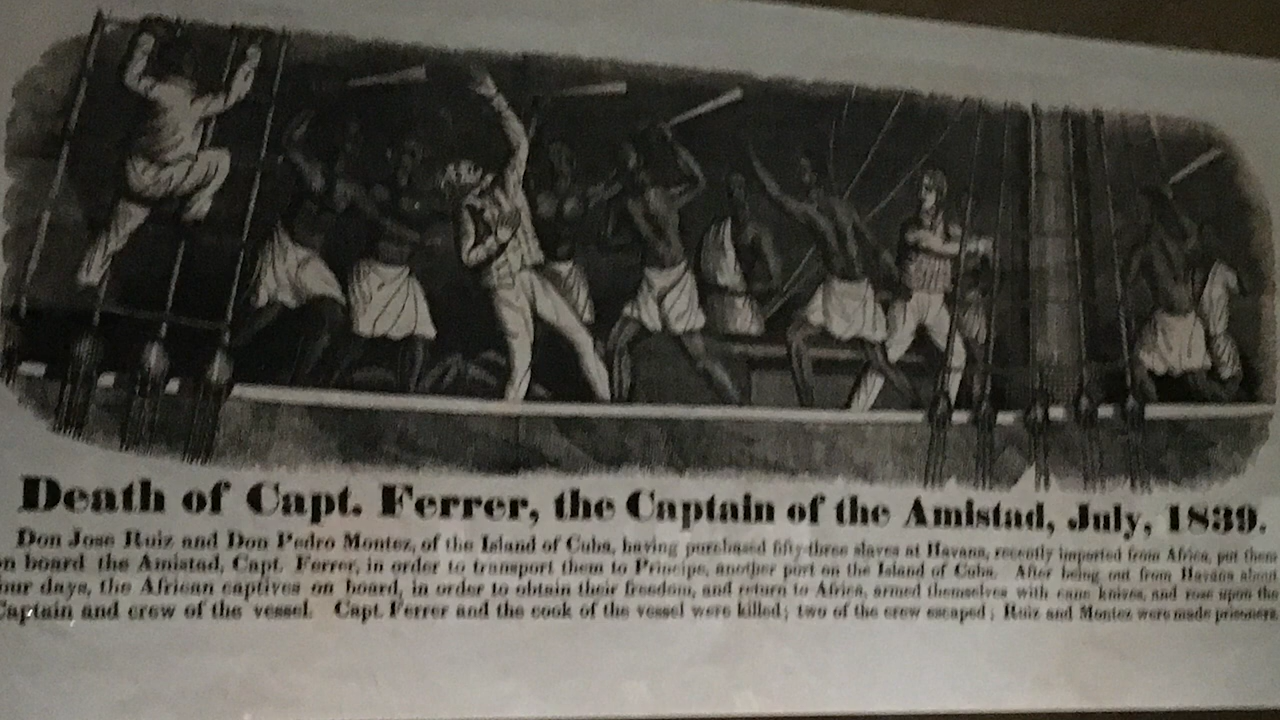 Death of Capt. Ferrer, the Captain of the Amistad, July, 1839.
Don Jose Ruiz and Don Pedro Montez, of the Island of Cuba, having purchased fifty-three slaves at Havana, recently imported from Africa, put them
on board the Amistad, Capt. Ferrer, in order to transport them to Principe, another port on the Island of Cuba. After being out from Havana about
our days, the African captives on board, in order to obtain their freedom, and return to Africa, armed themselves with cane knives, and rose upon the
Captain and crew of the vessel. Capt. Ferrer and the cook of the vessel were killed; two of the crew escaped; Ruiz and Montez were made prisoners.